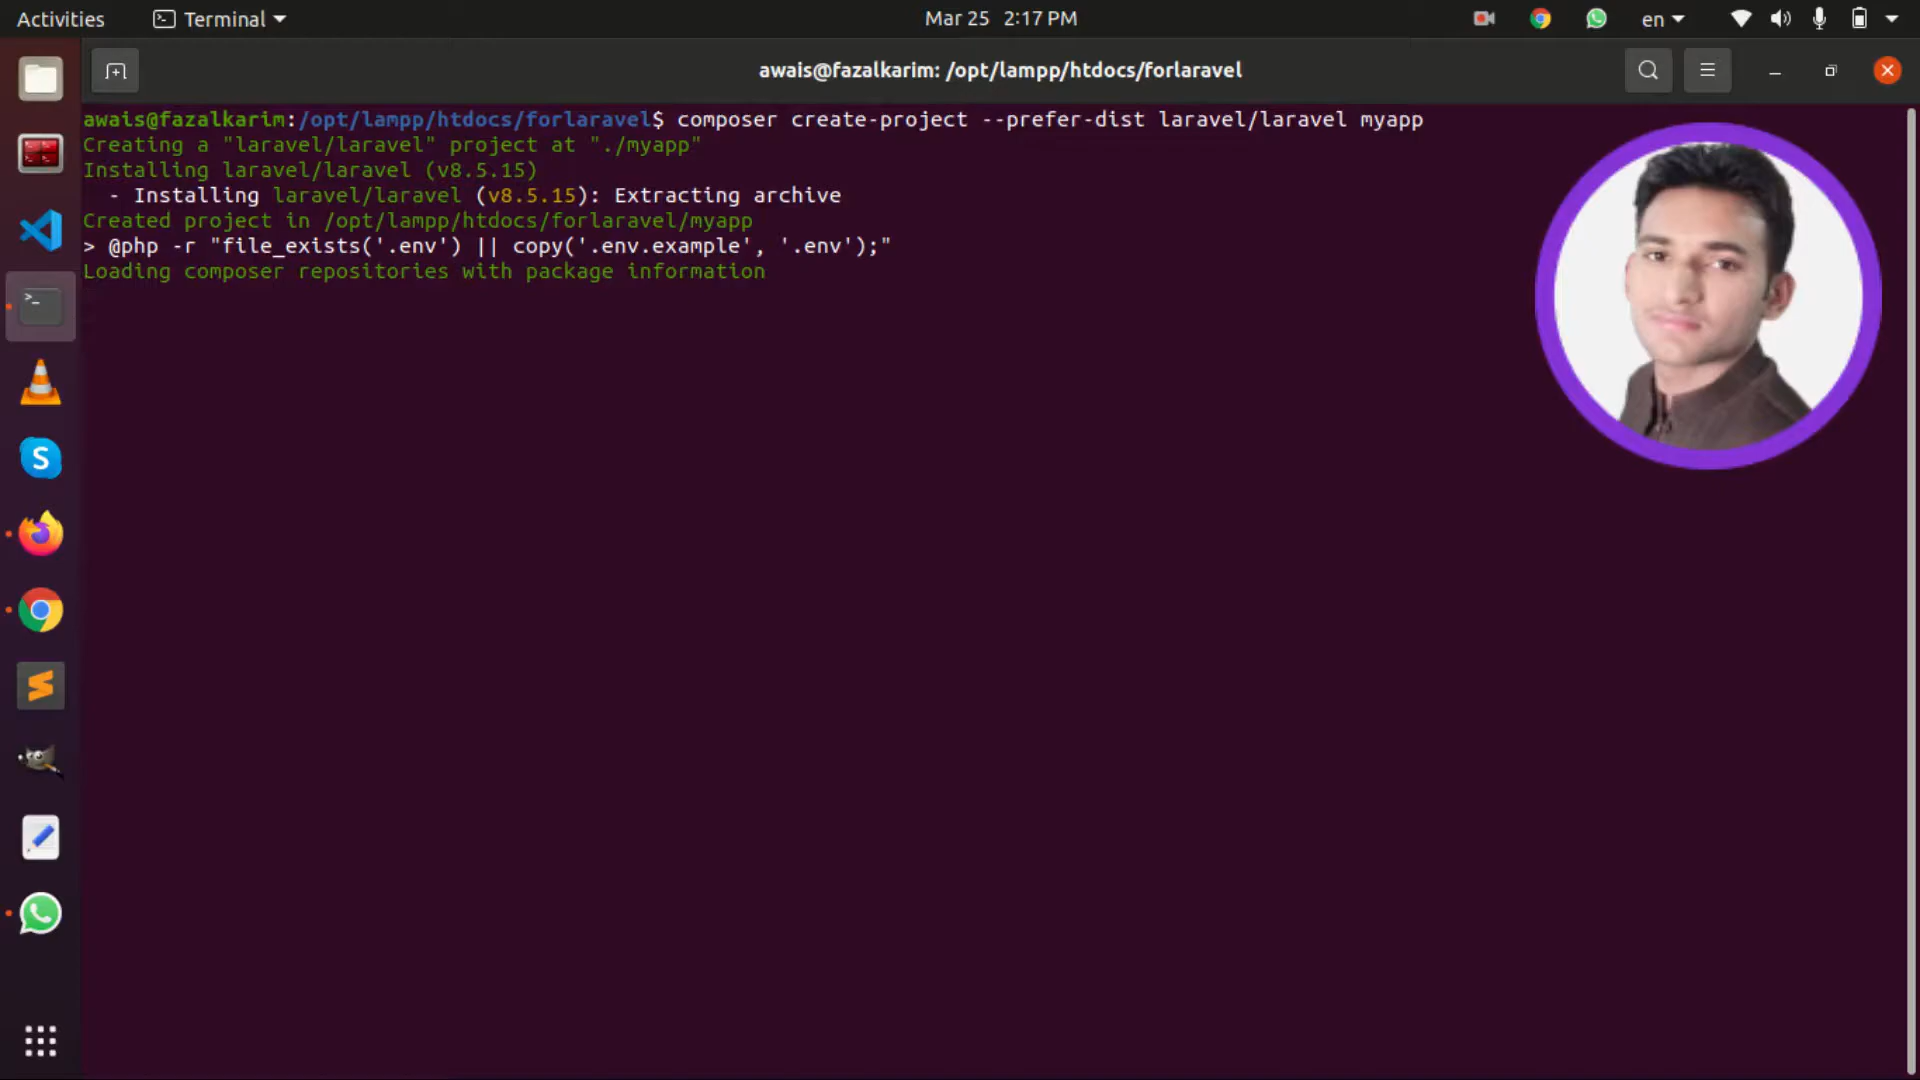 Activities
Terminal
Mar 25 2:17 PM
en
awais@fazalkarim: /opt/lampp/htdocs/forlaravel
awais@fazalkarim:/opt/lampp/htdocs/forlaravel$ composer create-project --prefer-dist laravel/laravel myapp
Creating a "laravel/laravel" project at "./myapp"
Installing laravel/laravel (v8.5.15)
- Installing laravel/laravel (v8.5.15): Extracting archive
Created project in /opt/lampp/htdocs/forlaravel/myapp
> @php -r "file_exists('.env') || copy('.env.example', '.env');"
Loading composer repositories with package information